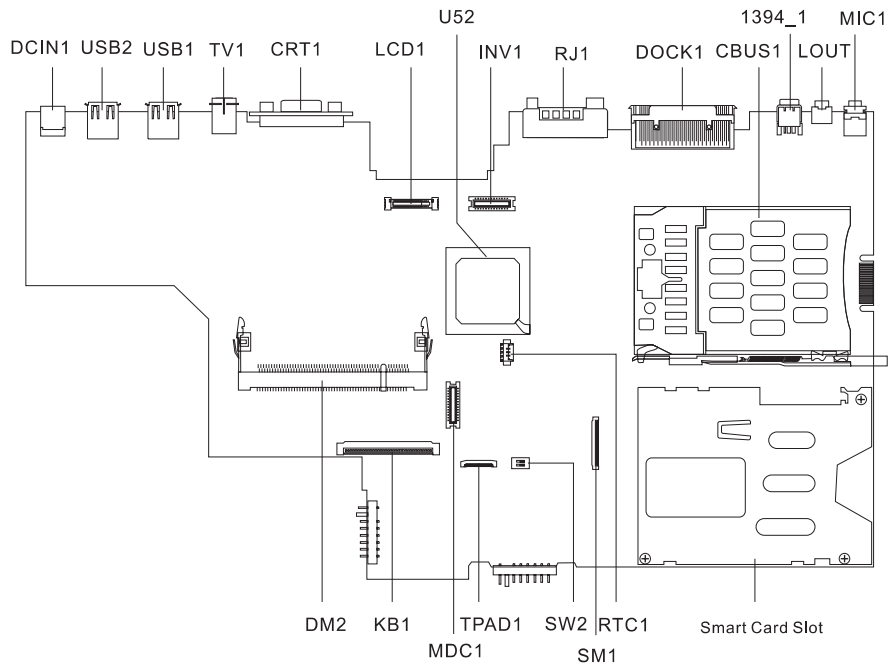 U52
1394_1 MIC1
DCIN1 USB2 USB1 TV1 CRT1 LCD1 INV1 RJ1 DOCK1 CBUS1 LOUT
DM2 KB1 TPAD1 SW2 RTC1 Smart Card Slot
MDC1 SM1